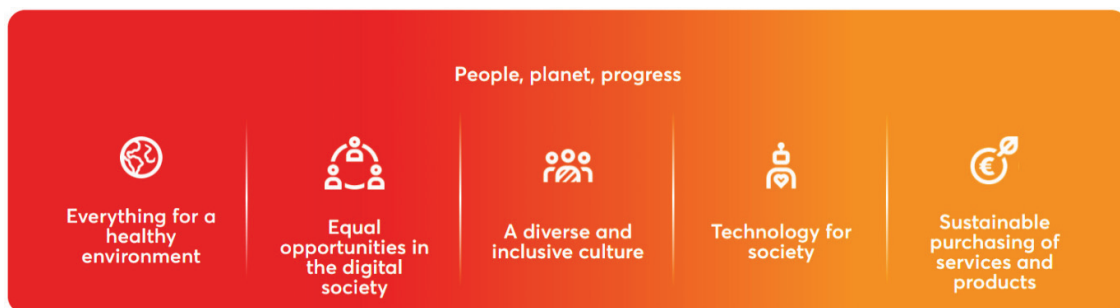 People, planet, progress
Everything for a
healthy
environment
Equal
opportunities in
the digital
society
A diverse and
inclusive culture
Technology for
society
€
Sustainable
purchasing of
services and
products